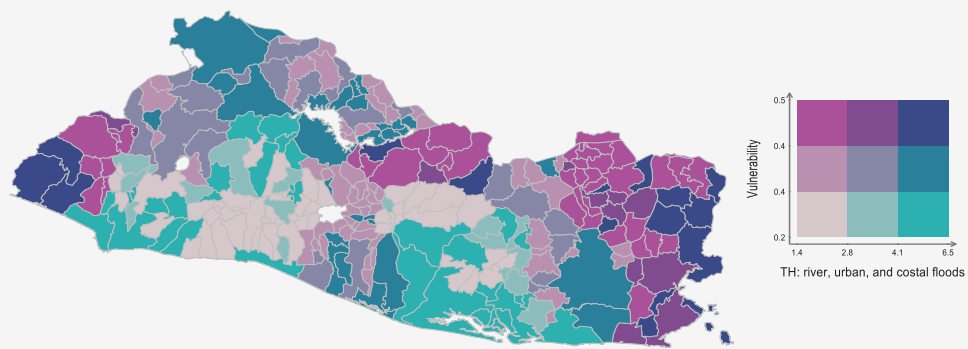 0.5
0.4
0.4
0.2
Vulnerability
1.4 2.8 4.1 6.5
TH: river, urban, and costal floods